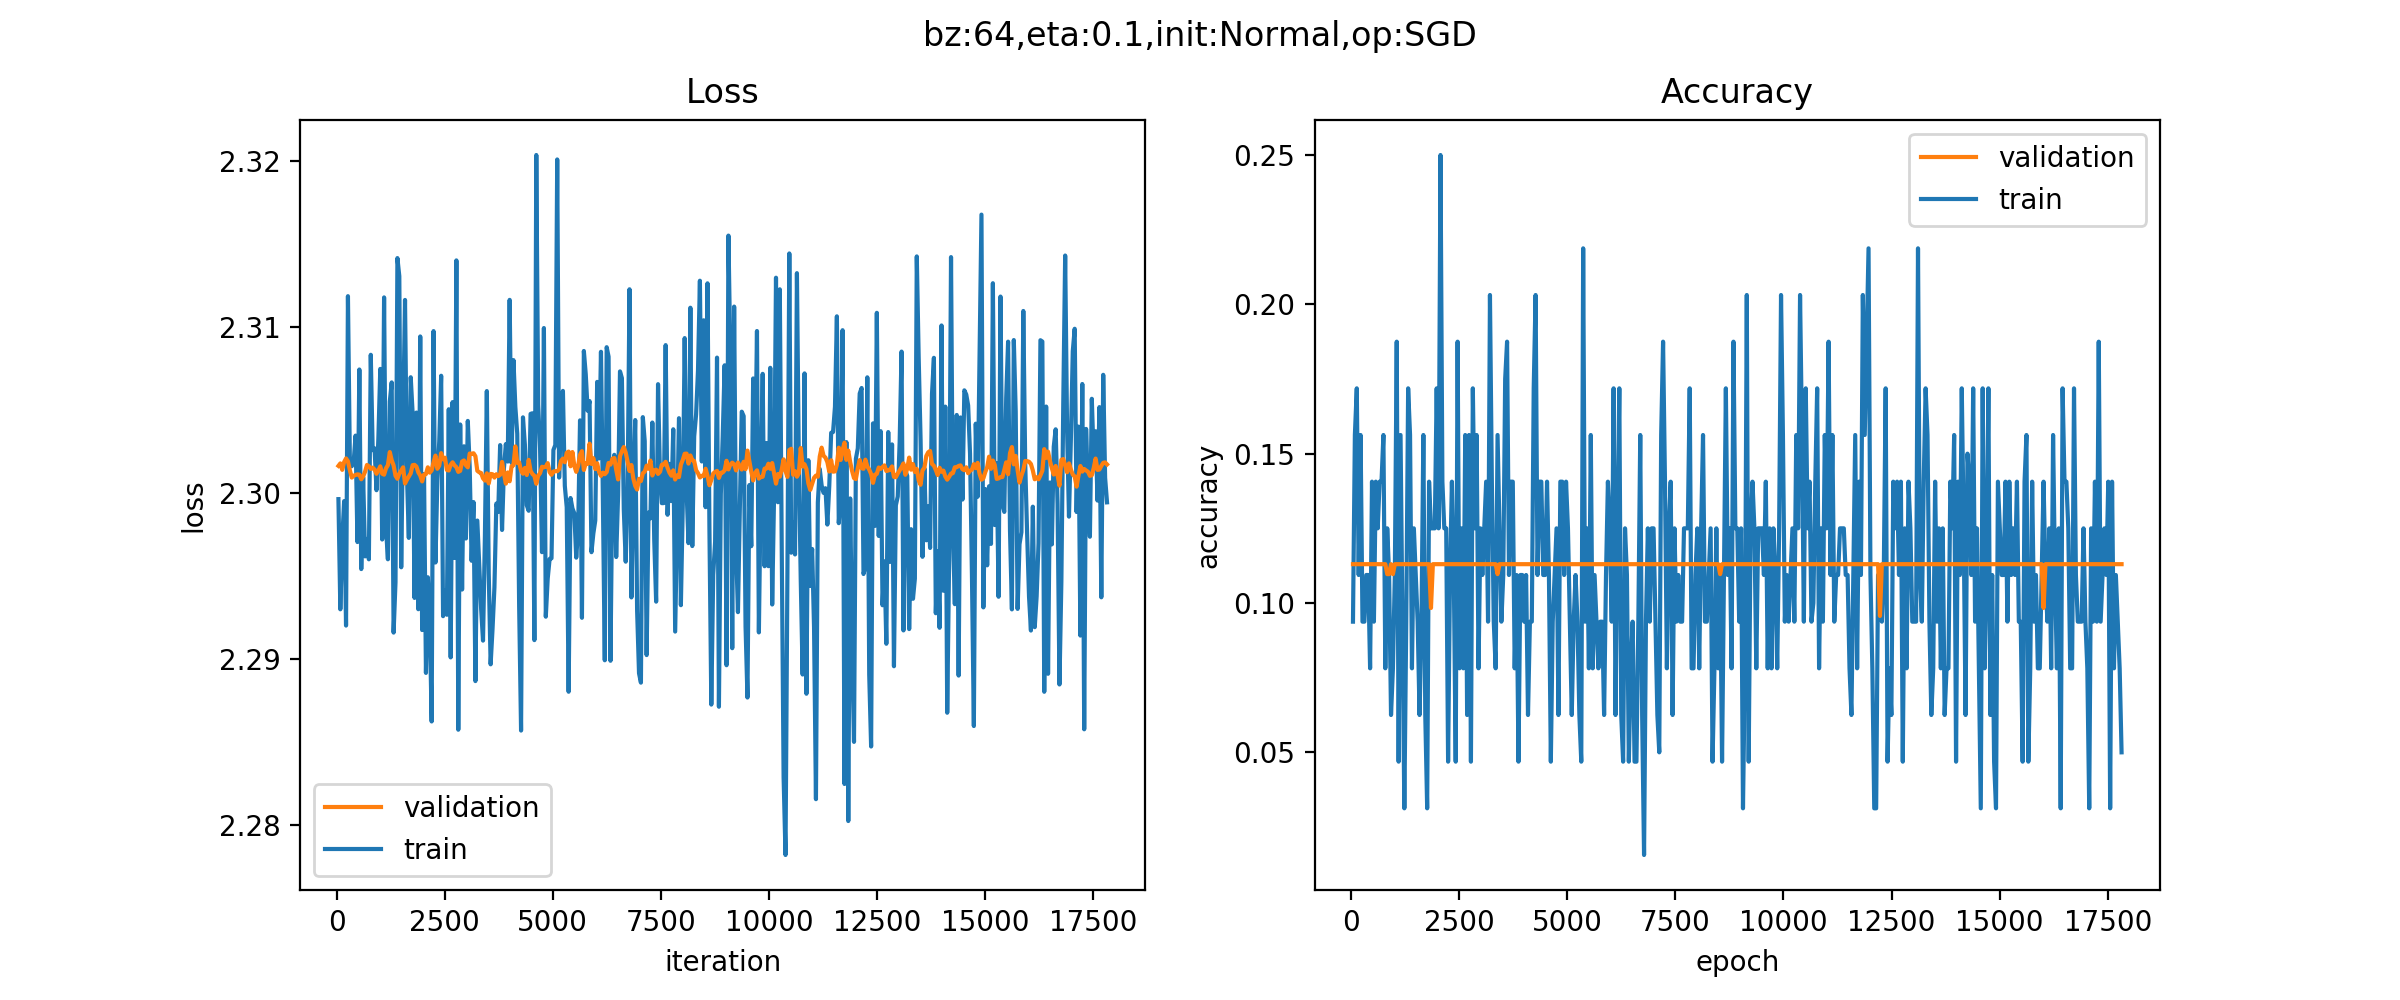 bz:64,eta:0.1,init:Normal,op:SGD
Loss
2.32
2.31
2.30
2.29
2.28
loss
validation
train
0 2500 5000 7500 10000 12500 15000 17500
iteration
Accuracy
0.25
0.20
0.15
0.10
0.05
accuracy
validation
train
0 2500 5000 7500 10000 12500 15000 17500
epoch